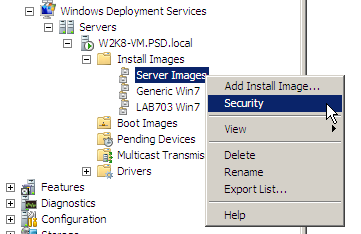 Windows Deployment Services
Servers
W2K8-VM.PSD.local
Install Images
Server Images
Generic Win7
LAB703 Win7
Boot Images
Pending Devices
Multicast Transmis
Drivers
Features
Diagnostics
Configuration
Storage
Add Install Image...
Security
View
Delete
Rename
Export List...
Help